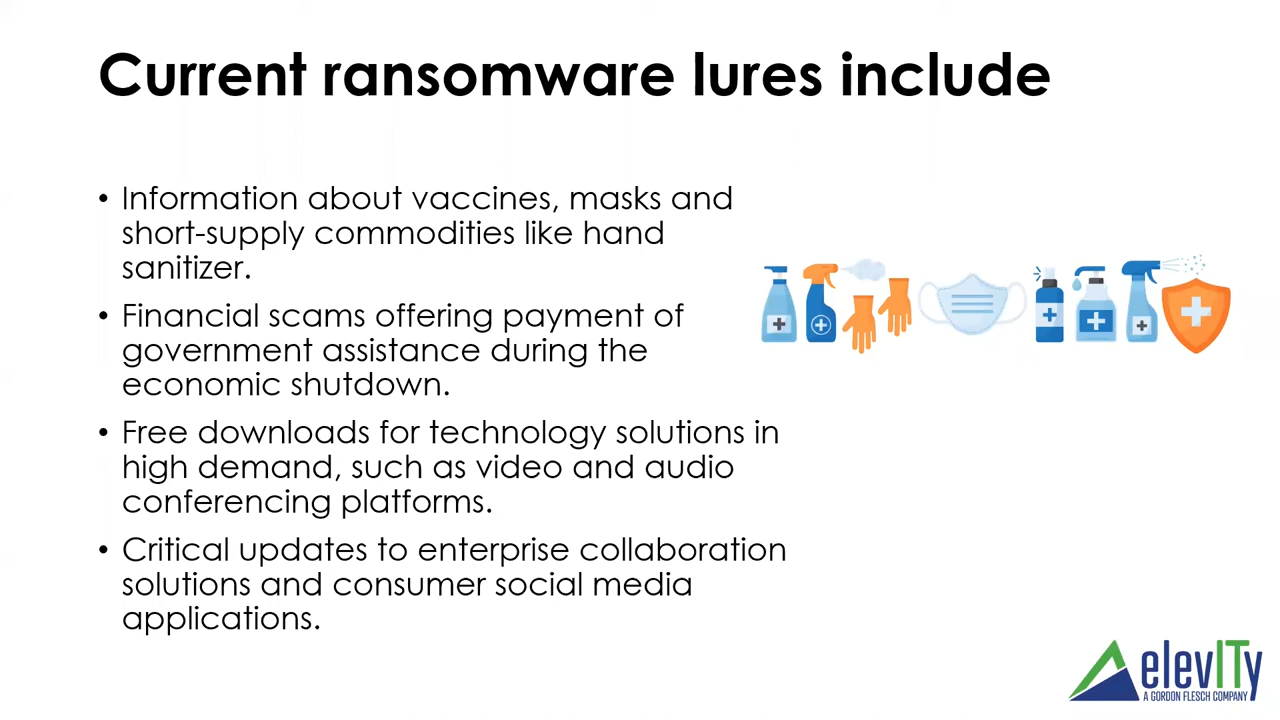 Current ransomware lures include
• Information about vaccines, masks and
short-supply commodities like hand
sanitizer.
• Financial scams offering payment of
government assistance during the
economic shutdown.
• Free downloads for technology solutions in
high demand, such as video and audio
conferencing platforms.
• Critical updates to enterprise collaboration
solutions and consumer social media
applications.
elevITy
A GORDON FLESCH COMPANY